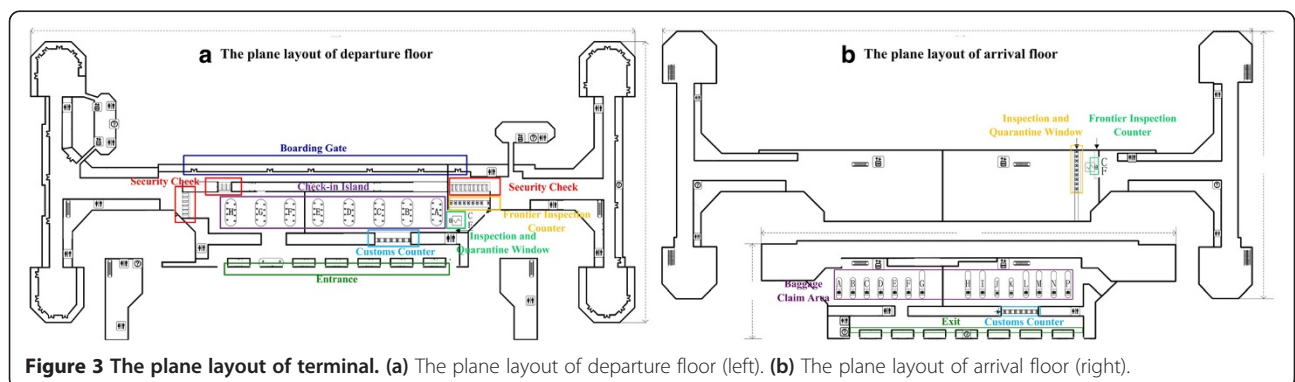 a The plane layout of departure floor
Boarding Gate
Security Check
Check-in Island
Security Check
H G F E D C B A
Frontier Inspection
Counter
Inspection and
Quarantine Window
Customs Counter
Entrance
b The plane layout of arrival floor
Inspection and
Quarantine Window
Frontier Inspection
Counter
Baggage
Claim Area
A B C D E F G H I J K L M N P
Exit
Customs Counter
Figure 3 The plane layout of terminal. (a) The plane layout of departure floor (left). (b) The plane layout of arrival floor (right).